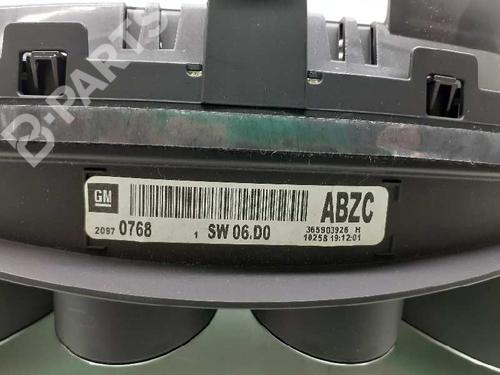 B-PARTS
GM
ABZC
2097 0768
1 SW 06.D0
365903926 H
10258 19:12:01